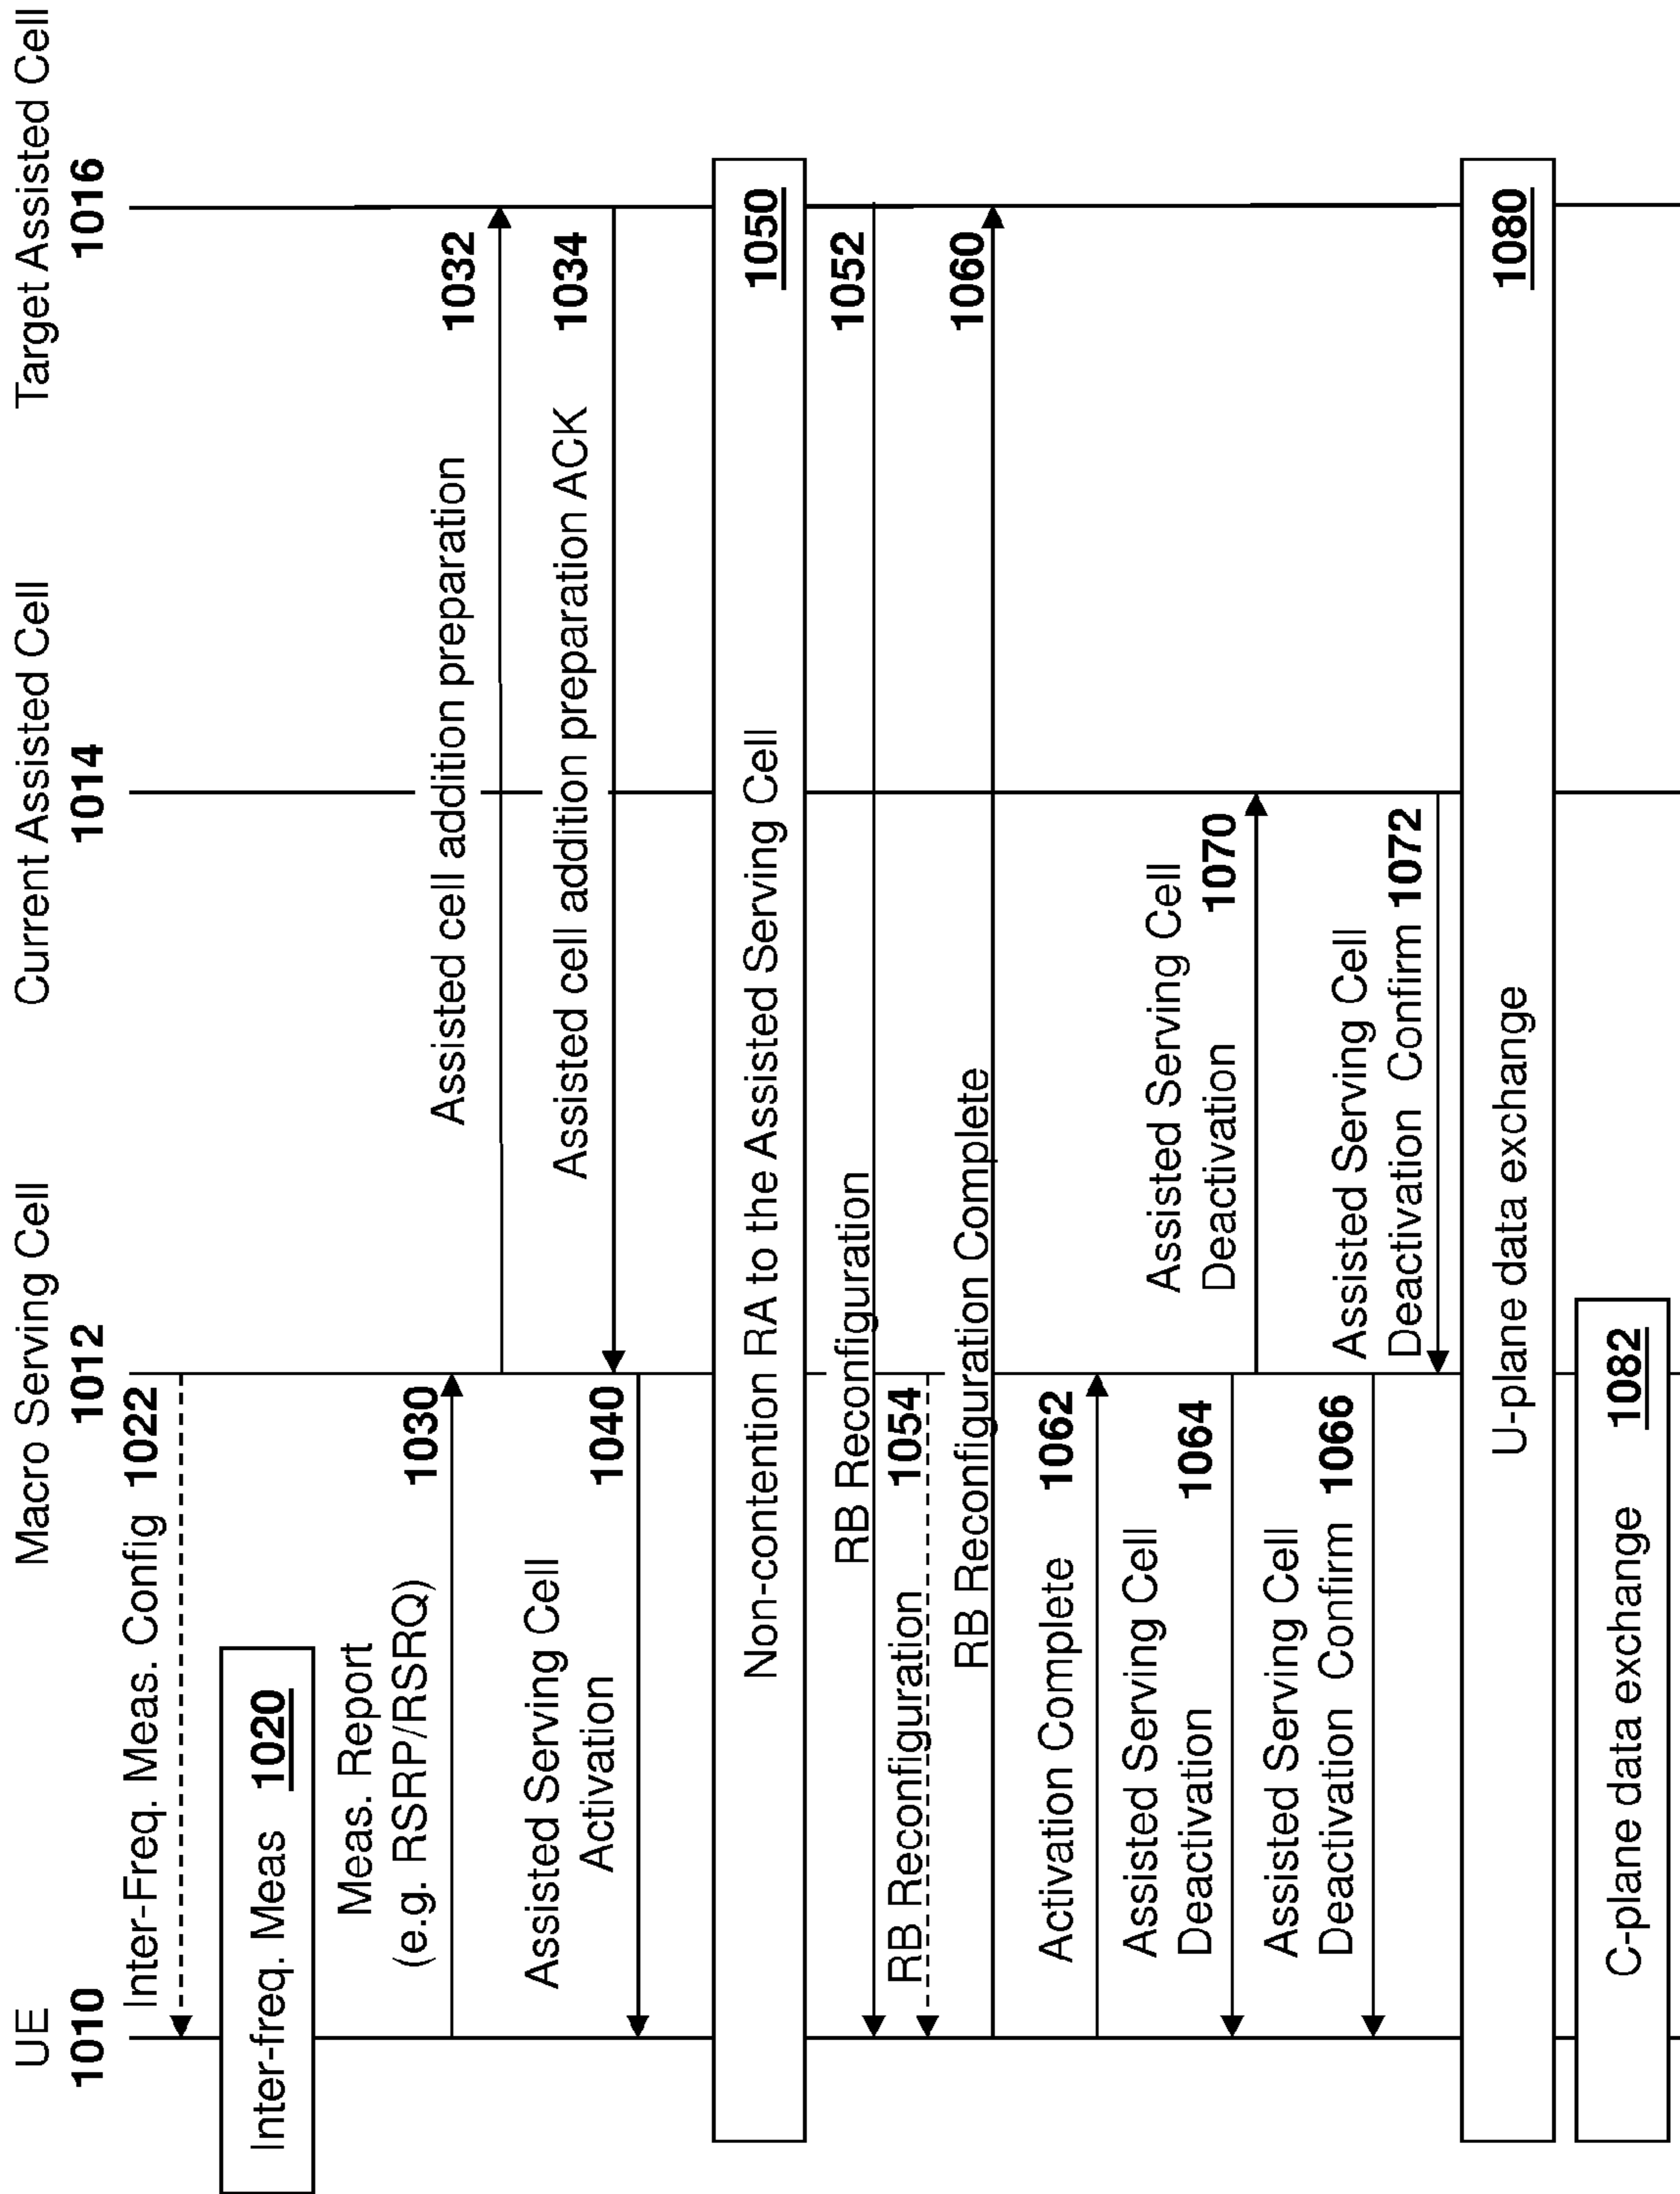 UE
1010
Macro Serving Cell
1012
Current Assisted Cell
1014
Target Assisted Cell
1016
Inter-Freq. Meas. Config 1022
Inter-freq. Meas 1020
Meas. Report
(e.g. RSRP/RSRQ) 1030
Assisted cell addition preparation 1032
Assisted cell addition preparation ACK 1034
Assisted Serving Cell
Activation 1040
Non-contention RA to the Assisted Serving Cell 1050
RB Reconfiguration 1052
RB Reconfiguration 1054
RB Reconfiguration Complete 1060
Activation Complete 1062
Assisted Serving Cell
Deactivation 1064
Assisted Serving Cell
Deactivation 1070
Assisted Serving Cell
Deactivation Confirm 1066
Assisted Serving Cell
Deactivation Confirm 1072
U-plane data exchange 1080
C-plane data exchange 1082